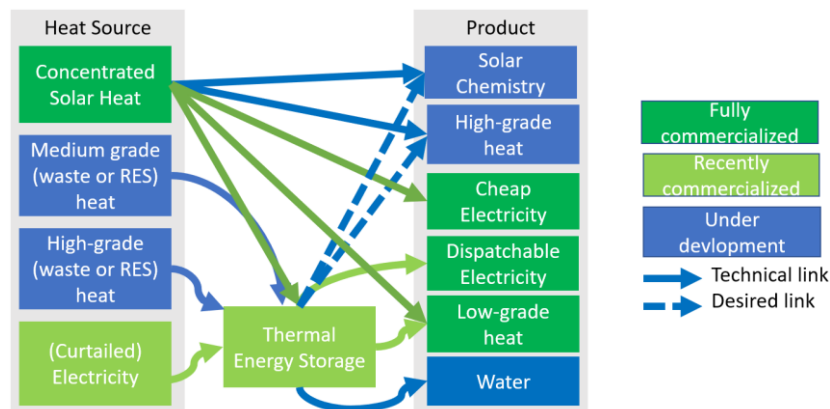 Heat Source
Concentrated
Solar Heat
Medium grade
(waste or RES)
heat
High-grade
(waste or RES)
heat
(Curtailed)
Electricity
Thermal
Energy Storage
Product
Solar
Chemistry
High-grade
heat
Cheap
Electricity
Dispatchable
Electricity
Low-grade
heat
Water
Fully
commercialized
Recently
commercialized
Under
devlopment
Technical link
Desired link